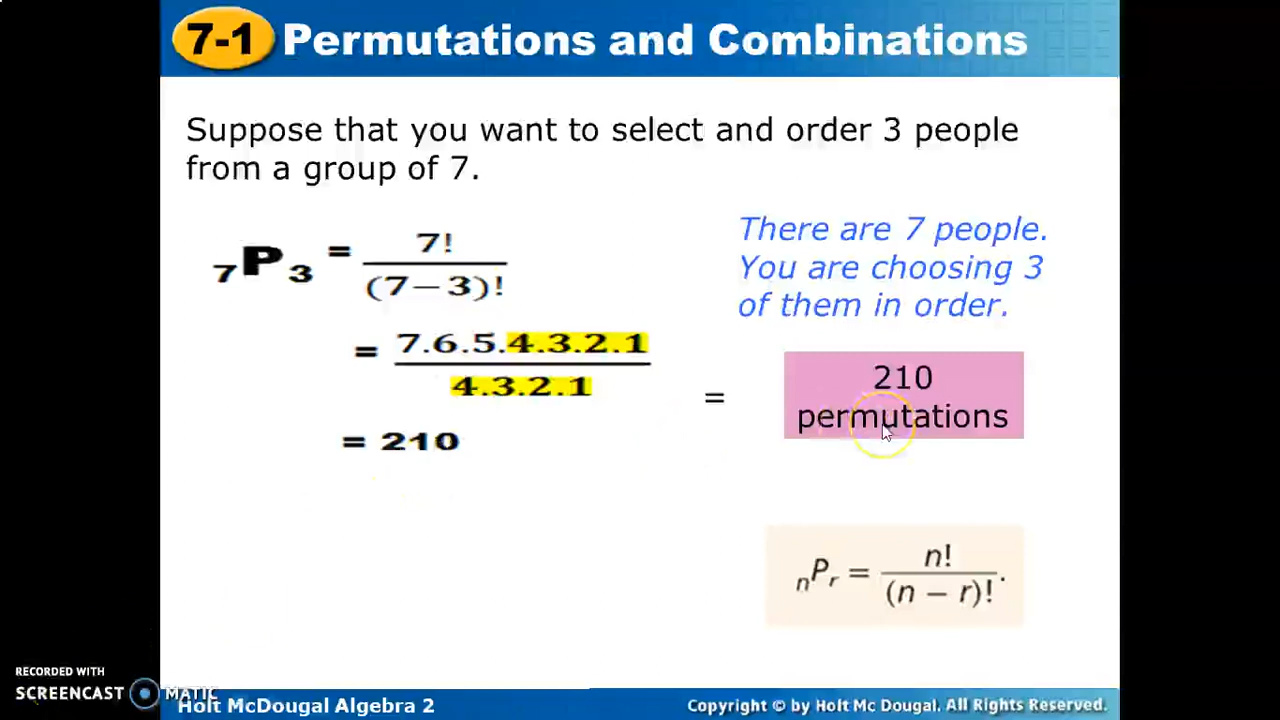 7-1 Permutations and Combinations
Suppose that you want to select and order 3 people
from a group of 7.
₇P₃ = 7!/(7−3)!
There are 7 people.
You are choosing 3
of them in order.
= 7.6.5.4.3.2.1/4.3.2.1
= 210
=
210
permutations
ₙPᵣ = n!/(n − r)!.
RECORDED WITH
SCREENCAST MATIC
Holt McDougal Algebra 2
Copyright © by Holt Mc Dougal. All Rights Reserved.